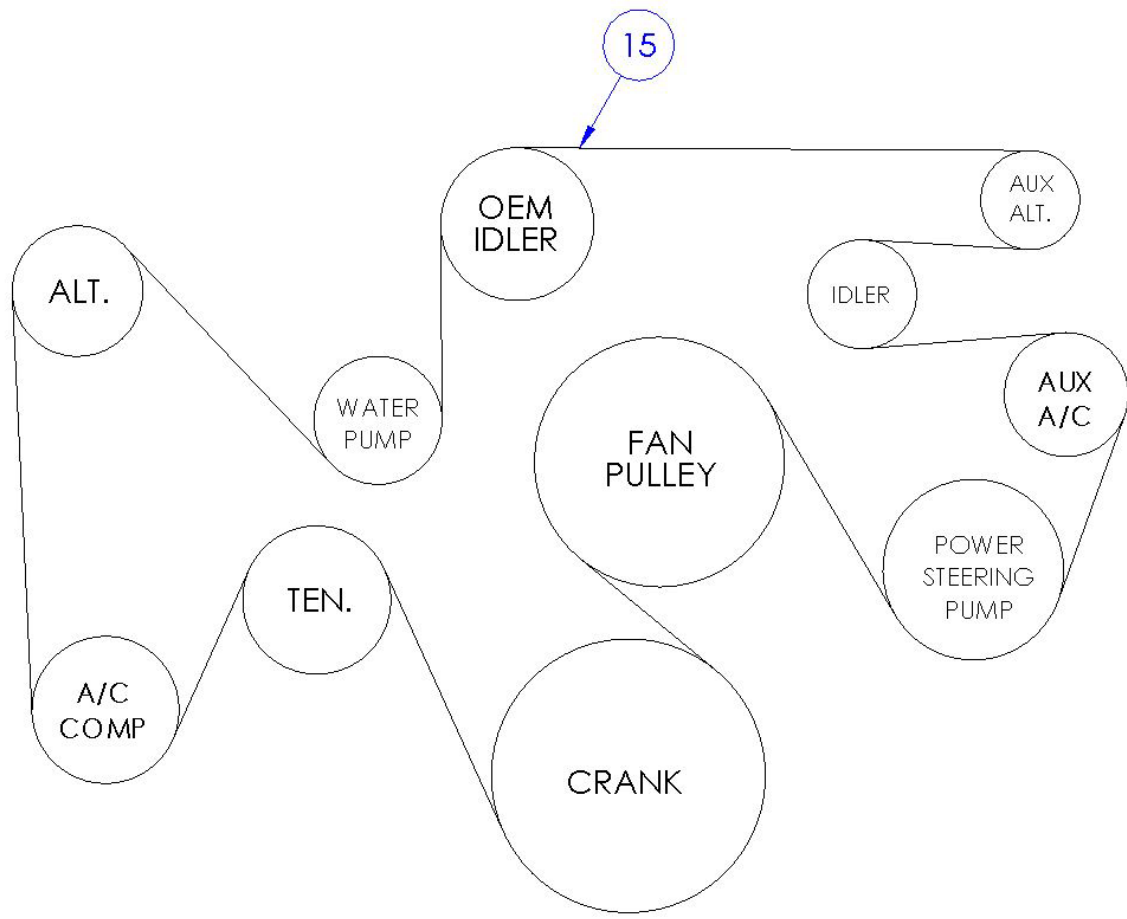 15
OEM
IDLER
AUX
ALT.
ALT.
IDLER
WATER
PUMP
AUX
A/C
FAN
PULLEY
POWER
STEERING
PUMP
TEN.
A/C
COMP
CRANK